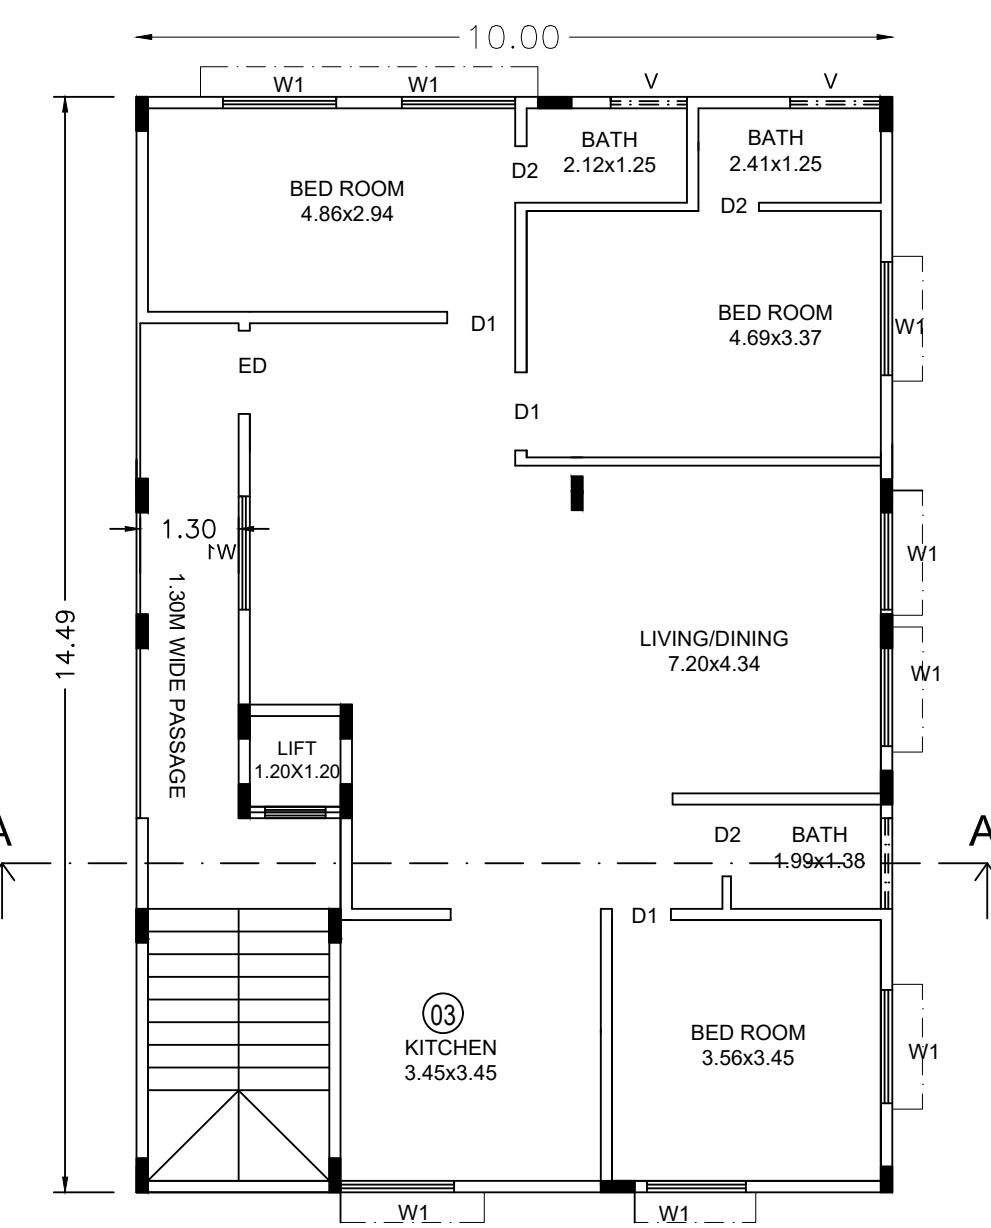 10.00
W1
W1
V
V
BATH
2.12x1.25
BATH
2.41x1.25
D2
BED ROOM
4.86x2.94
D2
BED ROOM
4.69x3.37
D1
W1
ED
D1
1.30
W1
W1
1.30M WIDE PASSAGE
14.49
LIVING/DINING
7.20x4.34
W1
LIFT
1.20X1.20
A
D2
BATH
1.99x1.38
A
D1
03
KITCHEN
3.45x3.45
BED ROOM
3.56x3.45
W1
W1
W1